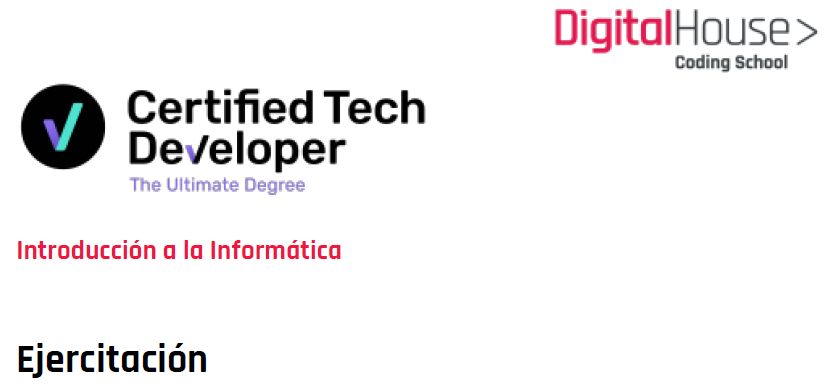 DigitalHouse>
Coding School
Certified Tech
Developer
The Ultimate Degree
Introducción a la Informática
Ejercitación